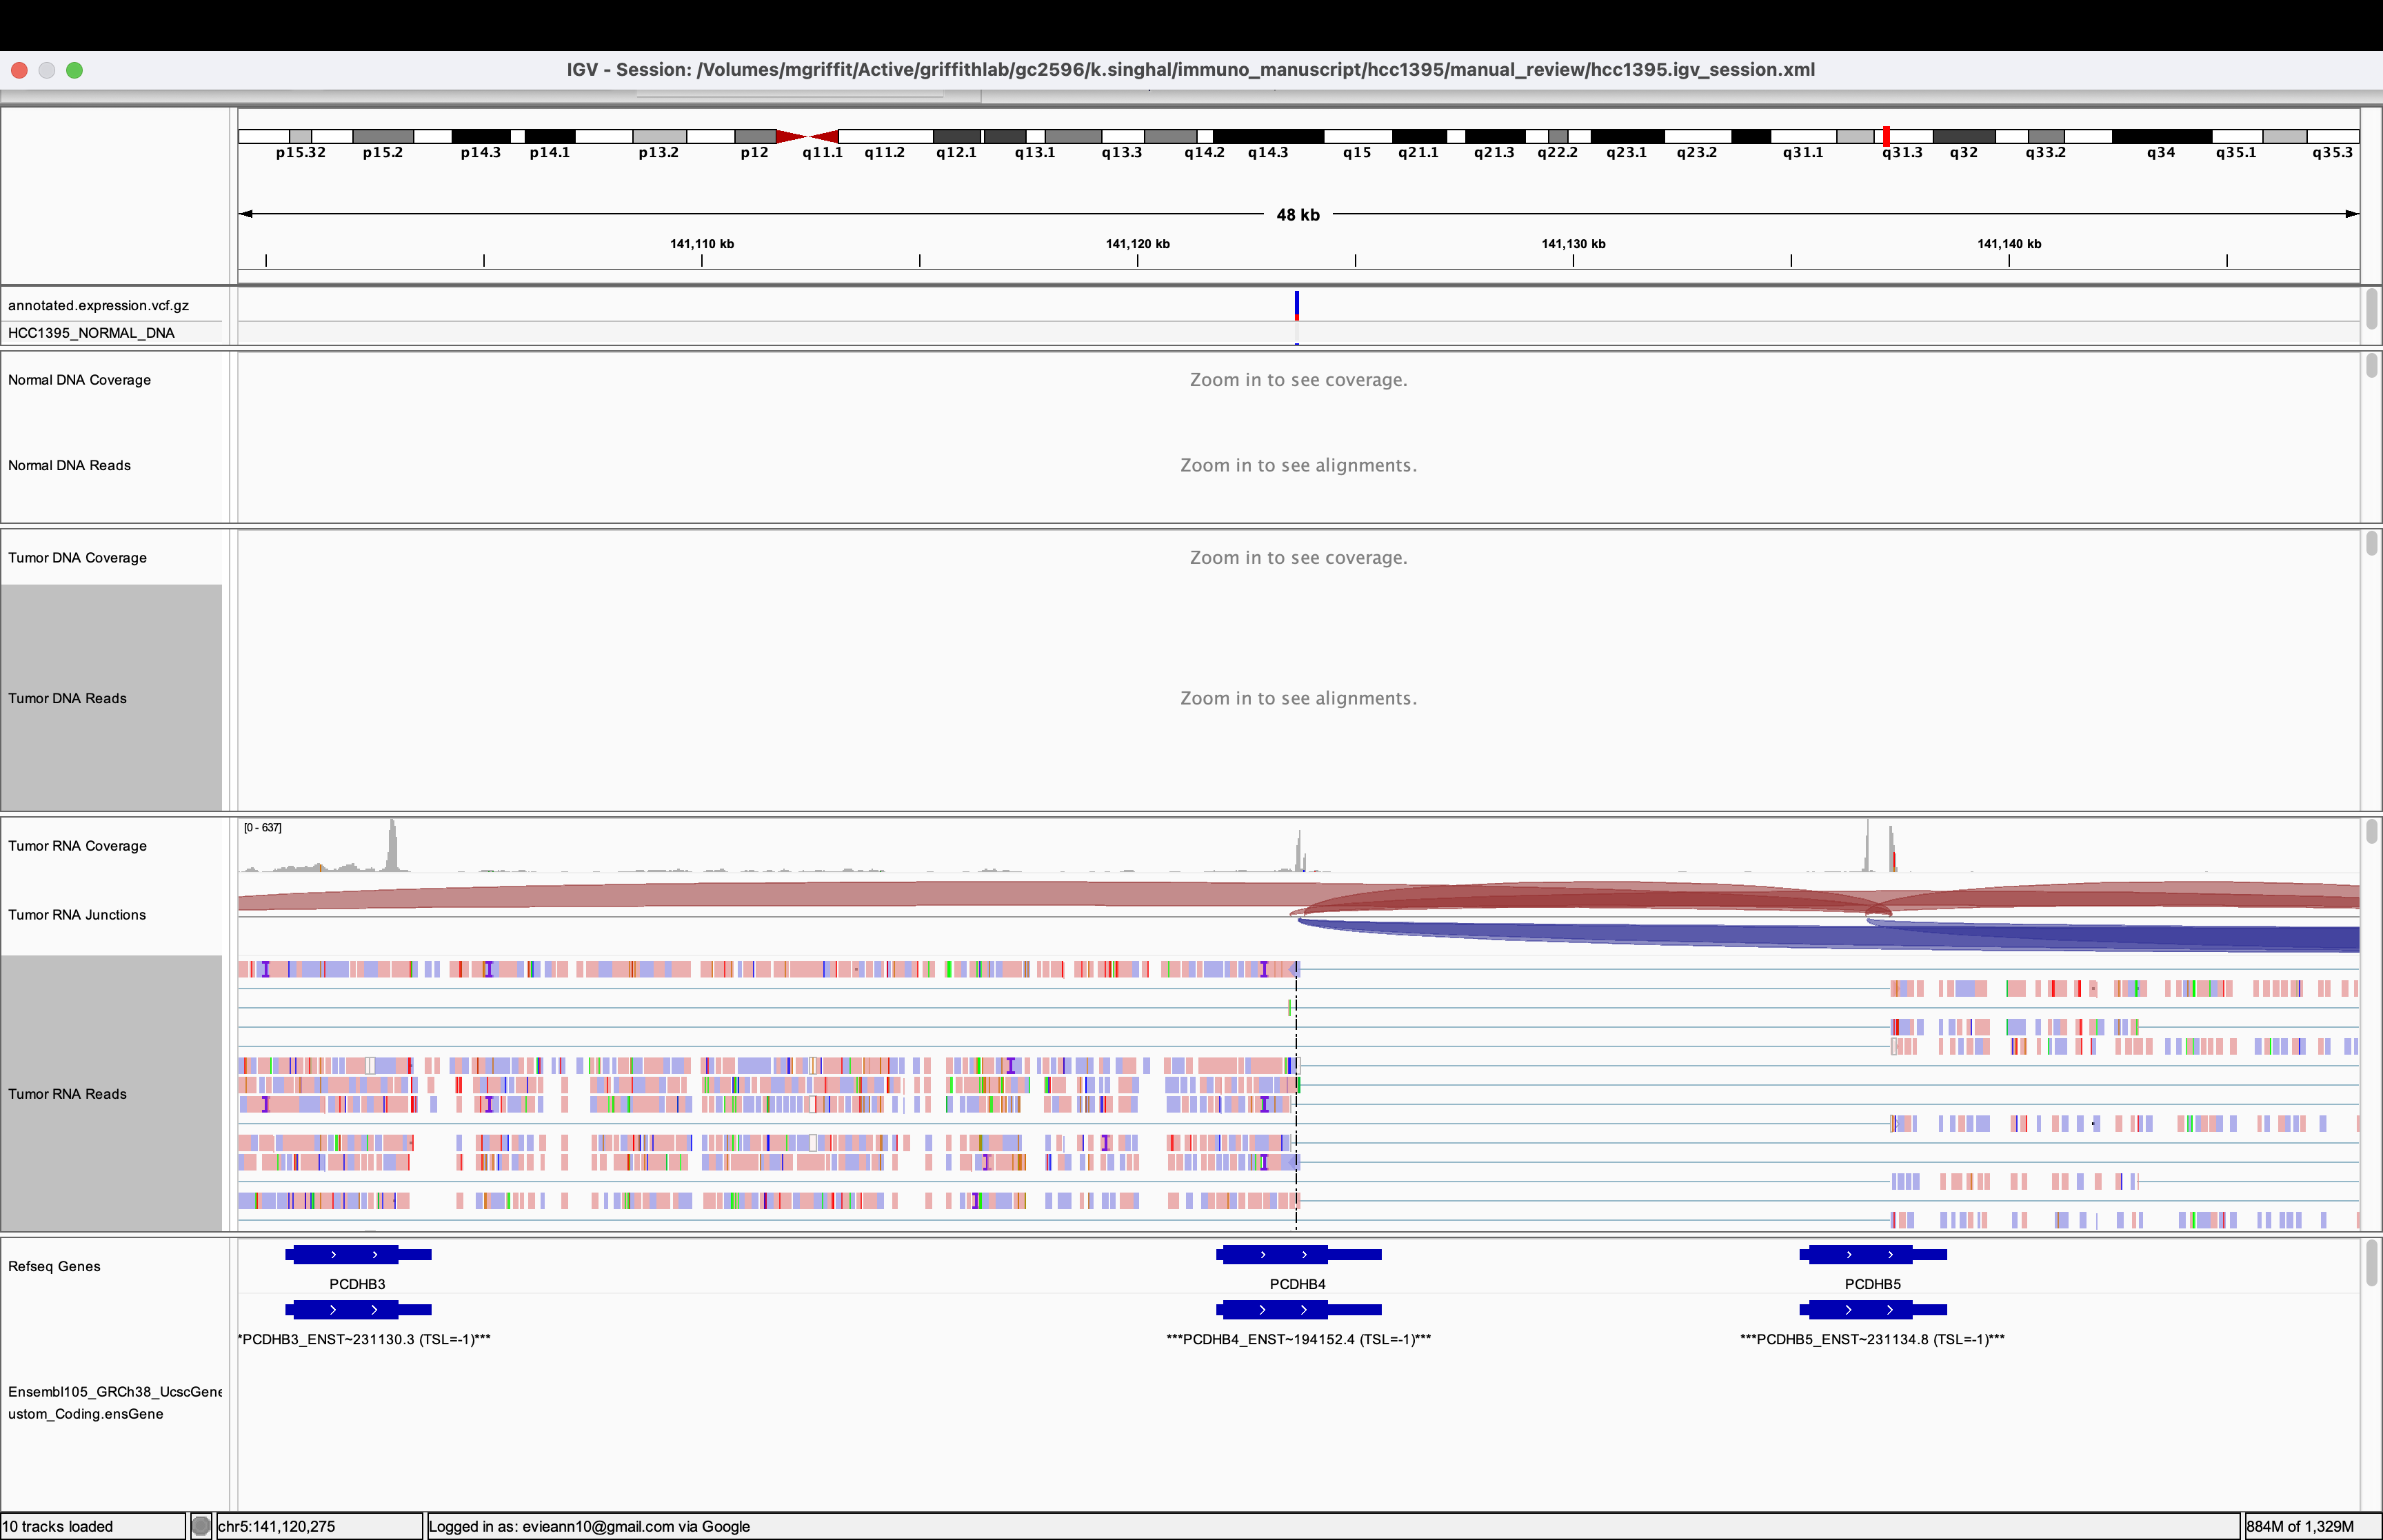 IGV - Session: /Volumes/mgriffit/Active/griffithlab/gc2596/k.singhal/immuno_manuscript/hcc1395/manual_review/hcc1395.igv_session.xml
p15.32 p15.2 p14.3 p14.1 p13.2 p12 q11.1 q11.2 q12.1 q13.1 q13.3 q14.2 q14.3 q15 q21.1 q21.3 q22.2 q23.1 q23.2 q31.1 q31.3 q32 q33.2 q34 q35.1 q35.3
48 kb
141,110 kb 141,120 kb 141,130 kb 141,140 kb
annotated.expression.vcf.gz
HCC1395_NORMAL_DNA
Normal DNA Coverage Zoom in to see coverage.
Normal DNA Reads Zoom in to see alignments.
Tumor DNA Coverage Zoom in to see coverage.
Tumor DNA Reads Zoom in to see alignments.
[0 - 637]
Tumor RNA Coverage
Tumor RNA Junctions
Tumor RNA Reads
Refseq Genes
PCDHB3 PCDHB4 PCDHB5
*PCDHB3_ENST~231130.3 (TSL=-1)*** ***PCDHB4_ENST~194152.4 (TSL=-1)*** ***PCDHB5_ENST~231134.8 (TSL=-1)***
Ensembl105_GRCh38_UcscGene
ustom_Coding.ensGene
10 tracks loaded chr5:141,120,275 Logged in as: evieann10@gmail.com via Google 884M of 1,329M